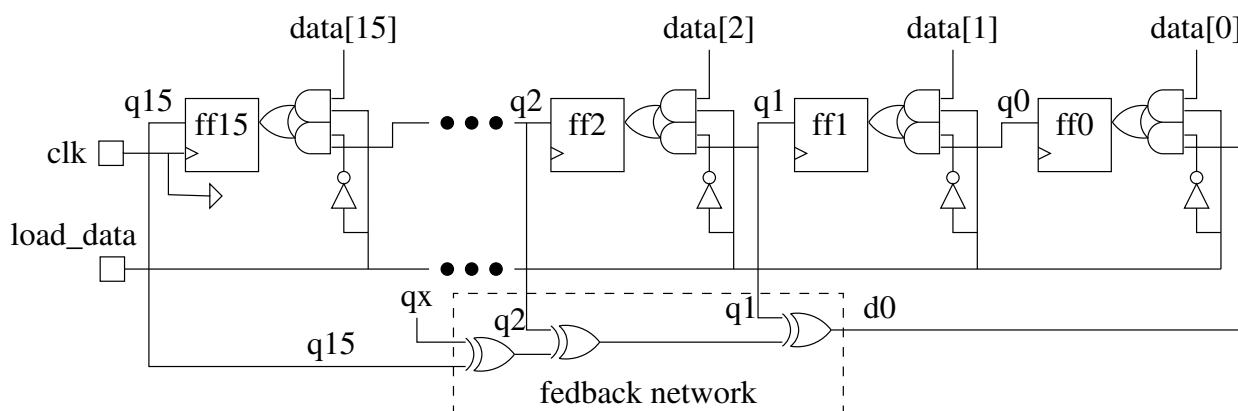 data[15] data[2] data[1] data[0]
q15 ff15 q2 ff2 q1 ff1 q0 ff0
clk
load_data
qx q2 q1 d0
q15
fedback network